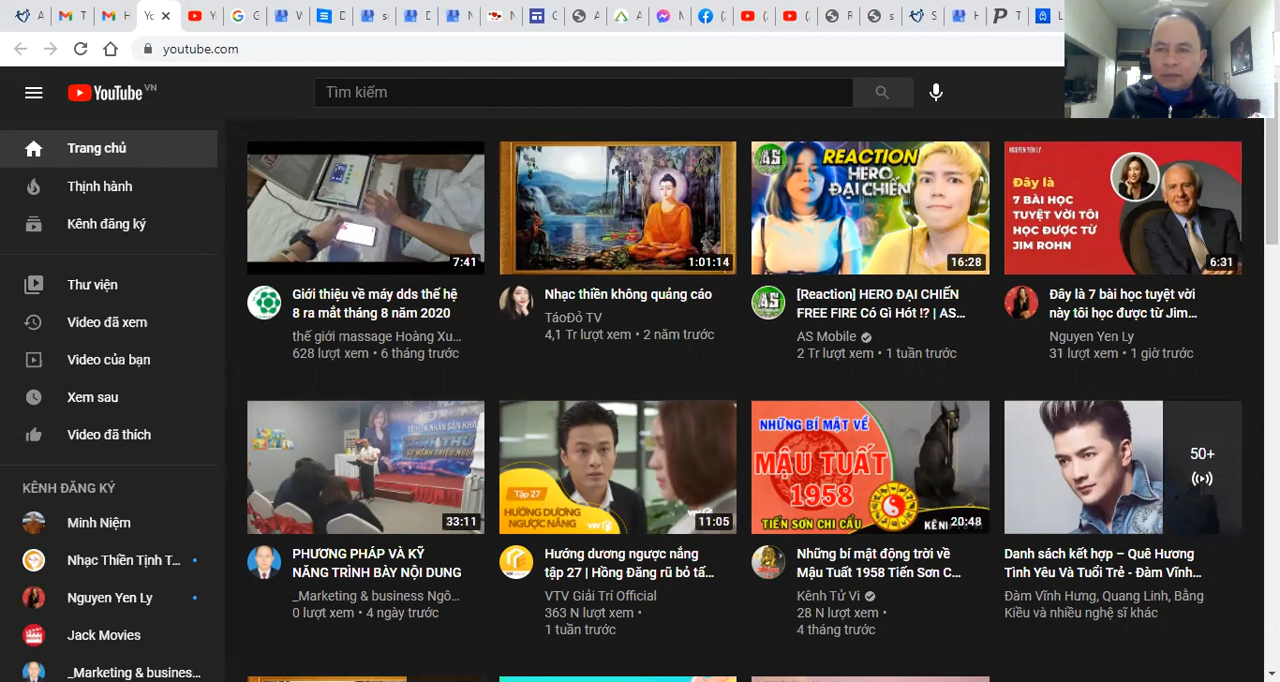 youtube.com
YouTube VN
Tìm kiếm
Trang chủ
Thịnh hành
Kênh đăng ký
Thư viện
Video đã xem
Video của bạn
Xem sau
Video đã thích
KÊNH ĐĂNG KÝ
Minh Niệm
Nhạc Thiền Tịnh T...
Nguyen Yen Ly
Jack Movies
_Marketing & busines...
7:41
Giới thiệu về máy dds thế hệ
8 ra mắt tháng 8 năm 2020
thế giới massage Hoàng Xu...
628 lượt xem • 6 tháng trước
1:01:14
Nhạc thiền không quảng cáo
TáoĐỏ TV
4,1 Tr lượt xem • 2 năm trước
AS
REACTION
HERO
ĐẠI CHIẾN
16:28
AS
[Reaction] HERO ĐẠI CHIẾN
FREE FIRE Có Gì Hót !? | AS...
AS Mobile
2 Tr lượt xem • 1 tuần trước
NGUYEN YEN LY
Đây là
7 BÀI HỌC
TUYỆT VỜI TÔI
HỌC ĐƯỢC TỪ
JIM ROHN
6:31
Đây là 7 bài học tuyệt vời
này tôi học được từ Jim...
Nguyen Yen Ly
31 lượt xem • 1 giờ trước
33:11
PHƯƠNG PHÁP VÀ KỸ
NĂNG TRÌNH BÀY NỘI DUNG
_Marketing & business Ngô...
0 lượt xem • 4 ngày trước
Tập 27
HƯỚNG DƯƠNG
NGƯỢC NẮNG
11:05
Hướng dương ngược nắng
tập 27 | Hồng Đăng rũ bỏ tấ...
VTV Giải Trí Official
363 N lượt xem •
1 tuần trước
NHỮNG BÍ MẬT VỀ
MẬU TUẤT
1958
TIẾN SƠN CHI CẨU
20:48
Những bí mật động trời về
Mậu Tuất 1958 Tiến Sơn C...
Kênh Tử Vi
28 N lượt xem •
4 tháng trước
50+
Danh sách kết hợp – Quê Hương
Tình Yêu Và Tuổi Trẻ - Đàm Vĩnh...
Đàm Vĩnh Hưng, Quang Linh, Bằng
Kiều và nhiều nghệ sĩ khác